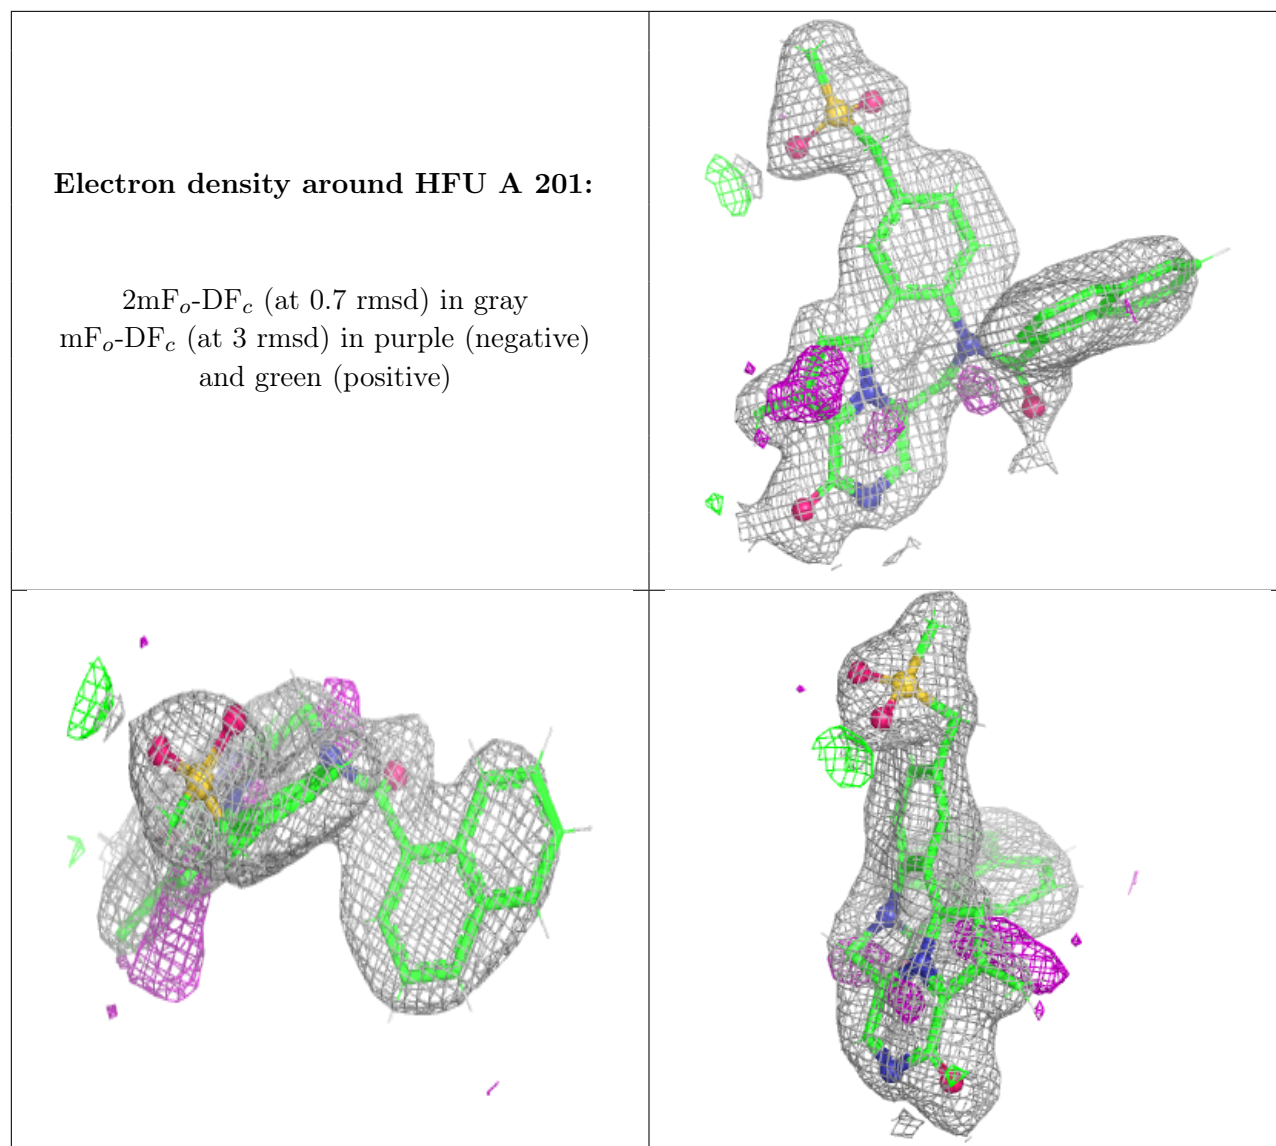 Electron density around HFU A 201:
2mFo-DFc (at 0.7 rmsd) in gray
mFo-DFc (at 3 rmsd) in purple (negative)
and green (positive)